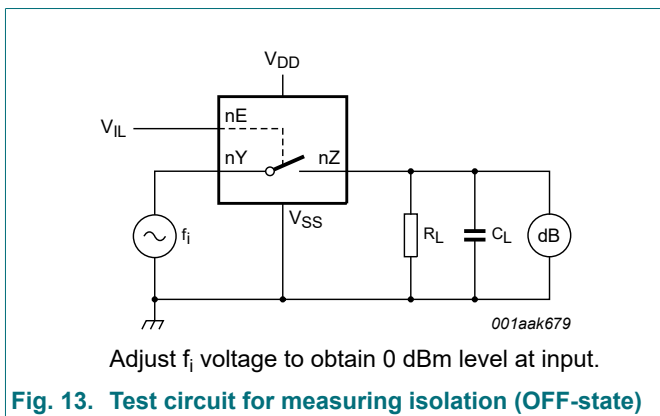 VDD
nE
VIL
nY
nZ
VSS
fi
RL
CL
dB
001aak679
Adjust fi voltage to obtain 0 dBm level at input.
Fig. 13. Test circuit for measuring isolation (OFF-state)